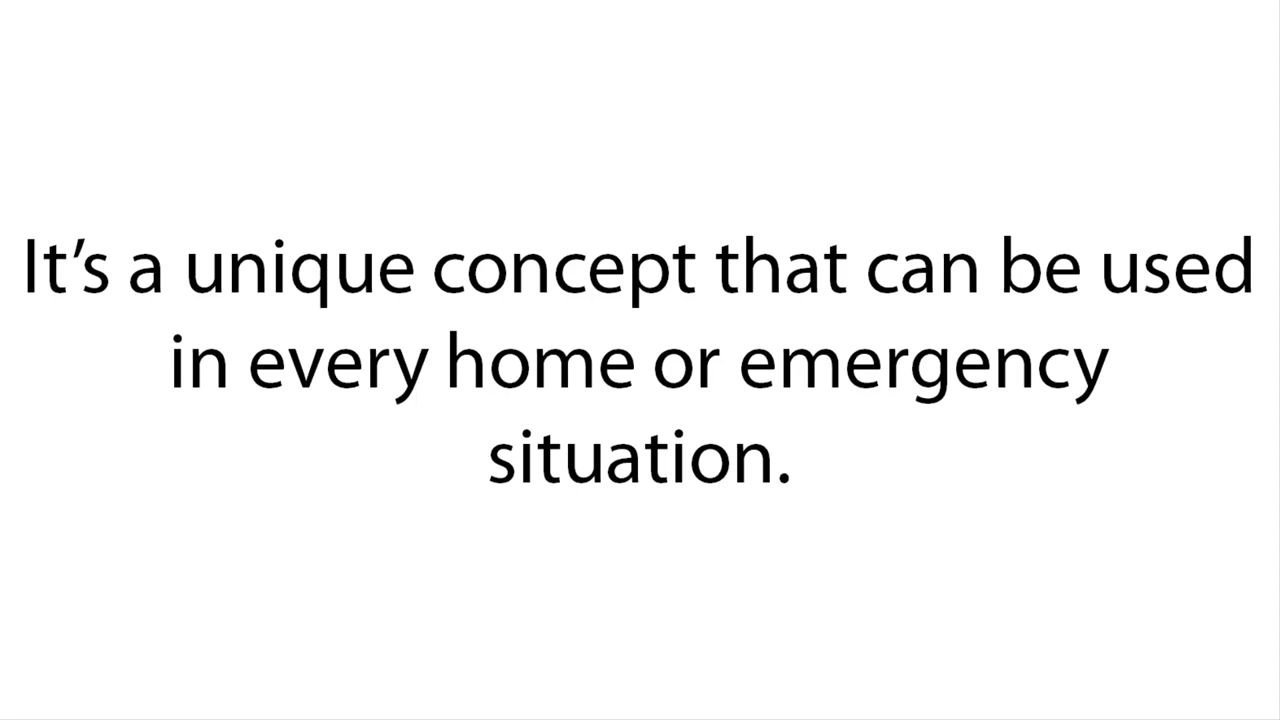 It’s a unique concept that can be used
in every home or emergency
situation.